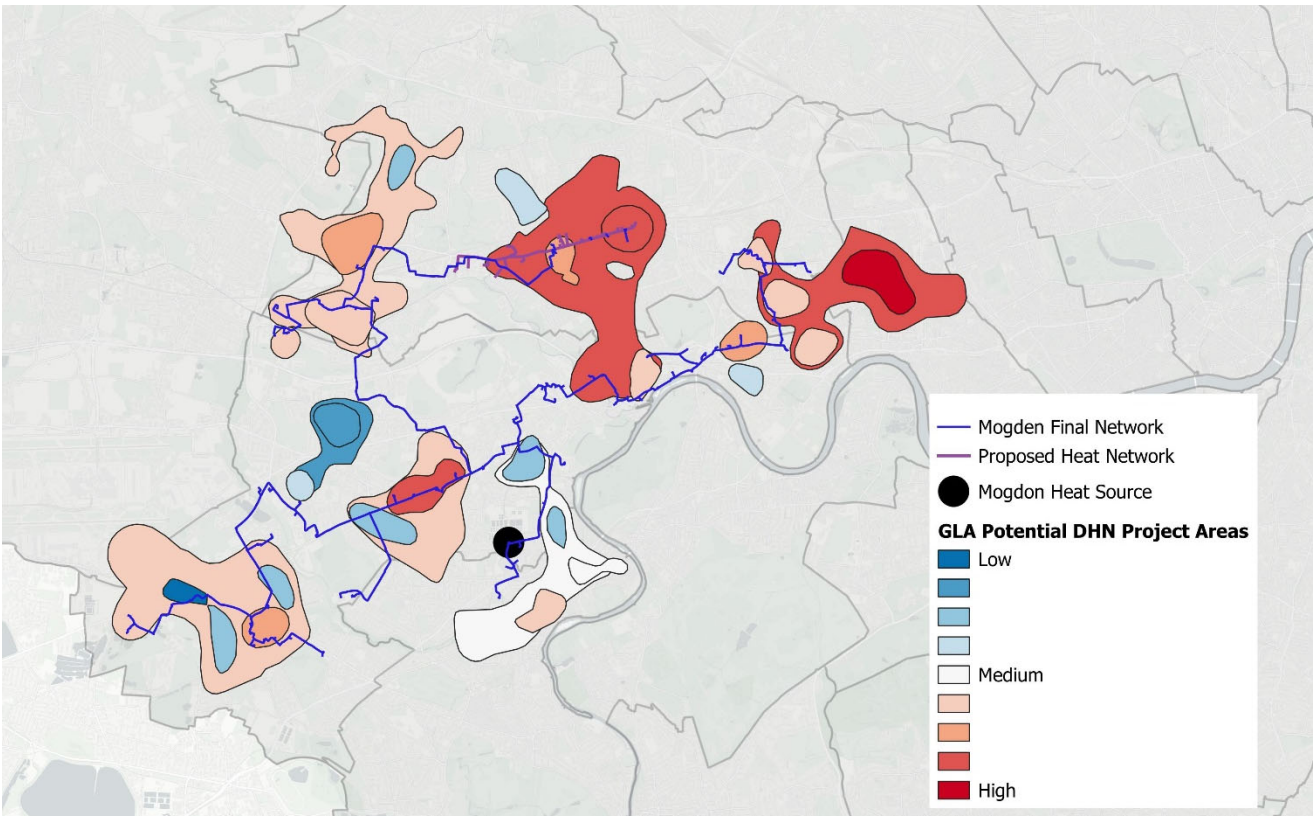 Mogden Final Network
Proposed Heat Network
Mogdon Heat Source
GLA Potential DHN Project Areas
Low
Medium
High